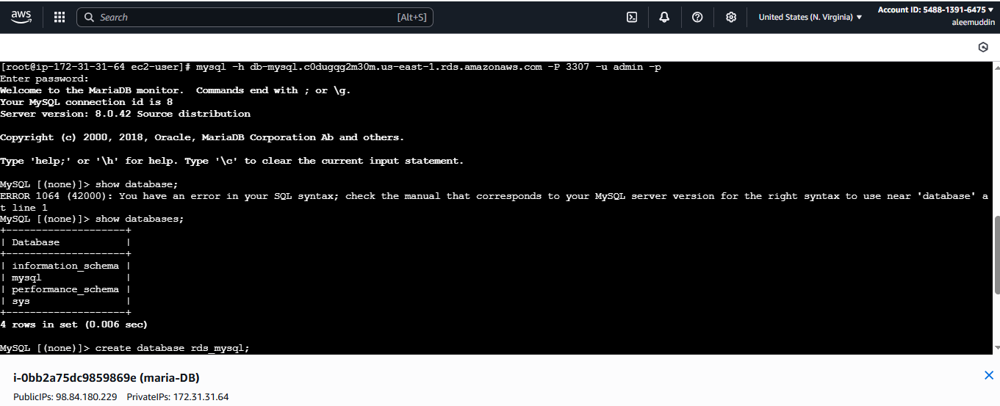 aws
Search [Alt+S]
United States (N. Virginia) ▼
Account ID: 5488-1391-6475 ▼
aleemuddin
[root@ip-172-31-31-64 ec2-user]# mysql -h db-mysql.c0dugqg2m30m.us-east-1.rds.amazonaws.com -P 3307 -u admin -p
Enter password:
Welcome to the MariaDB monitor.  Commands end with ; or \g.
Your MySQL connection id is 8
Server version: 8.0.42 Source distribution
Copyright (c) 2000, 2018, Oracle, MariaDB Corporation Ab and others.
Type 'help;' or '\h' for help. Type '\c' to clear the current input statement.
MySQL [(none)]> show database;
ERROR 1064 (42000): You have an error in your SQL syntax; check the manual that corresponds to your MySQL server version for the right syntax to use near 'database' a
t line 1
MySQL [(none)]> show databases;
+--------------------+
| Database           |
+--------------------+
| information_schema |
| mysql              |
| performance_schema |
| sys                |
+--------------------+
4 rows in set (0.006 sec)
MySQL [(none)]> create database rds_mysql;
i-0bb2a75dc9859869e (maria-DB)
PublicIPs: 98.84.180.229 PrivateIPs: 172.31.31.64